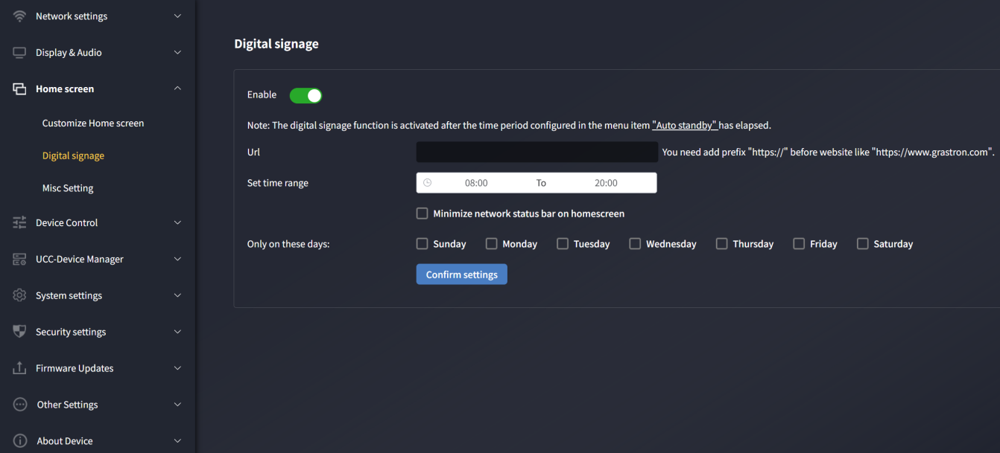 Network settings
Display & Audio
Home screen
Customize Home screen
Digital signage
Misc Setting
Device Control
UCC-Device Manager
System settings
Security settings
Firmware Updates
Other Settings
About Device
Digital signage
Enable
Note: The digital signage function is activated after the time period configured in the menu item "Auto standby" has elapsed.
Url You need add prefix "https://" before website like "https://www.grastron.com".
Set time range 08:00 To 20:00
Minimize network status bar on homescreen
Only on these days: Sunday Monday Tuesday Wednesday Thursday Friday Saturday
Confirm settings